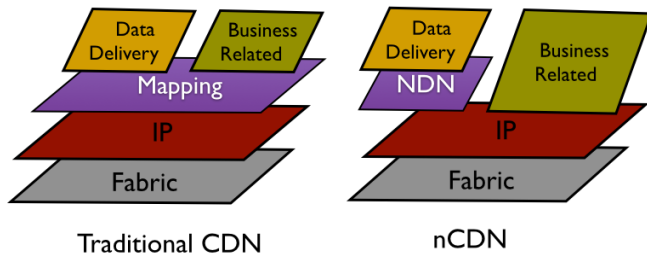 Data
Delivery
Business
Related
Mapping
IP
Fabric
Traditional CDN
Data
Delivery
Business
Related
NDN
IP
Fabric
nCDN